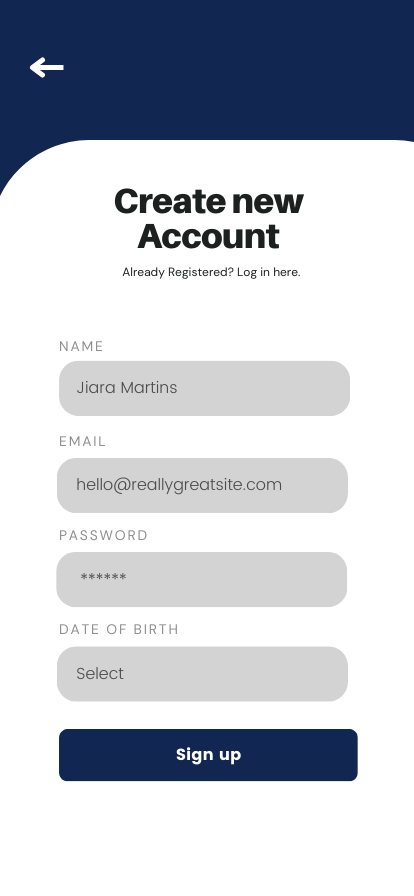 Create new
Account
Already Registered? Log in here.
NAME
Jiara Martins
EMAIL
hello@reallygreatsite.com
PASSWORD
******
DATE OF BIRTH
Select
Sign up